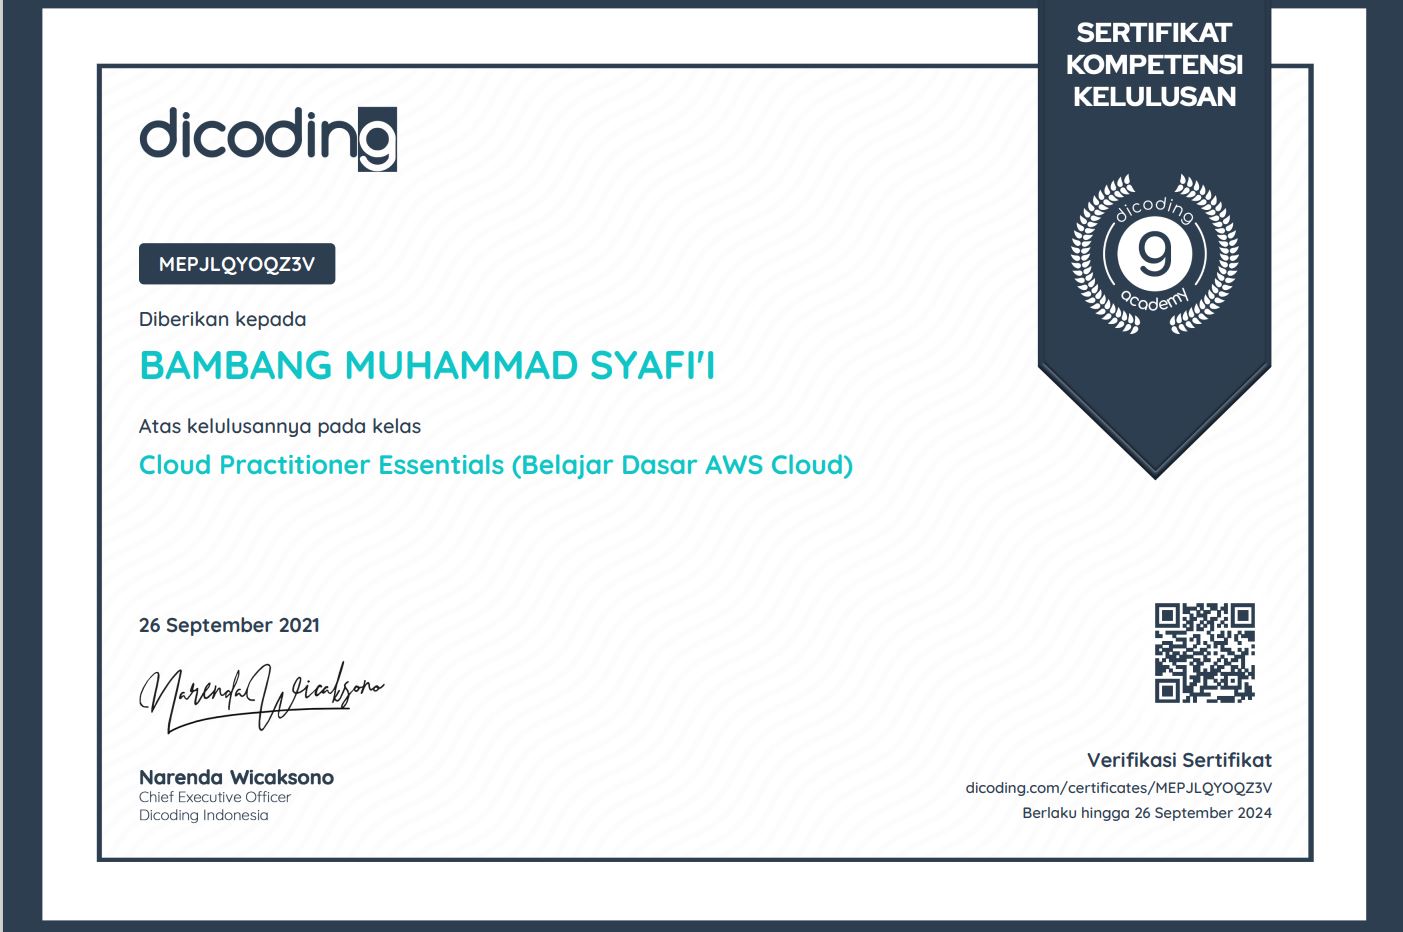 SERTIFIKAT
KOMPETENSI
KELULUSAN
dicoding
dicoding
g
academy
MEPJLQYOQZ3V
Diberikan kepada
BAMBANG MUHAMMAD SYAFI'I
Atas kelulusannya pada kelas
Cloud Practitioner Essentials (Belajar Dasar AWS Cloud)
26 September 2021
Narenda Wicaksono
Narenda Wicaksono
Chief Executive Officer
Dicoding Indonesia
Verifikasi Sertifikat
dicoding.com/certificates/MEPJLQYOQZ3V
Berlaku hingga 26 September 2024